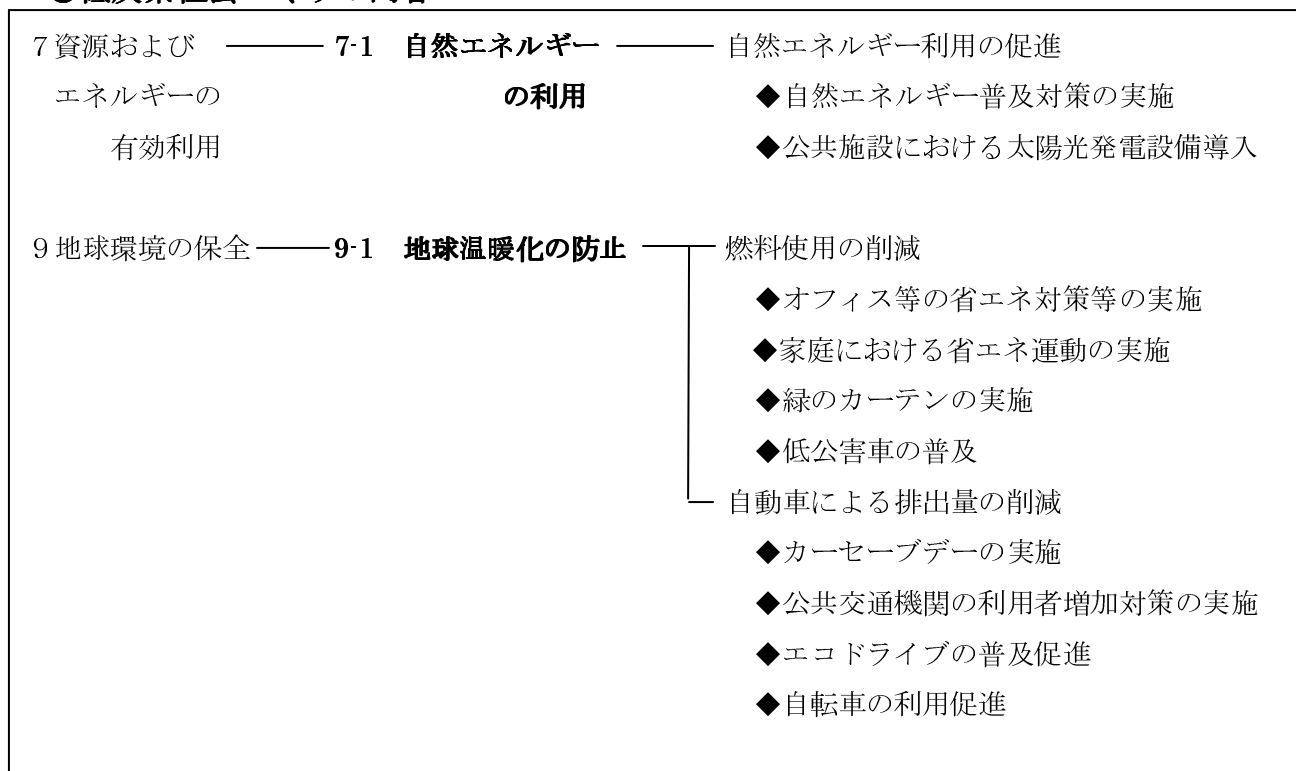 7 資源および 7-1 自然エネルギー 自然エネルギー利用の促進
エネルギーの の利用 ◆自然エネルギー普及対策の実施
有効利用 ◆公共施設における太陽光発電設備導入
9 地球環境の保全 9-1 地球温暖化の防止 燃料使用の削減
◆オフィス等の省エネ対策等の実施
◆家庭における省エネ運動の実施
◆緑のカーテンの実施
◆低公害車の普及
自動車による排出量の削減
◆カーセーブデーの実施
◆公共交通機関の利用者増加対策の実施
◆エコドライブの普及促進
◆自転車の利用促進